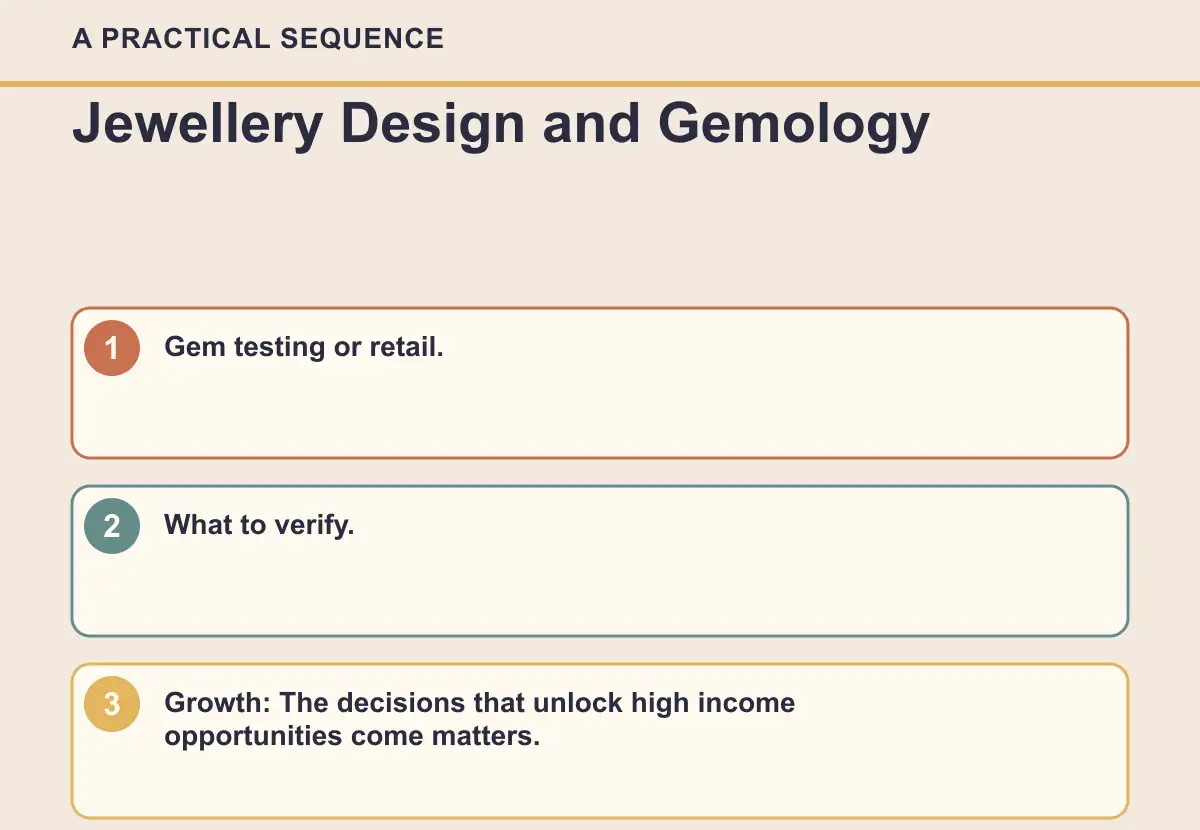 A PRACTICAL SEQUENCE
Jewellery Design and Gemology
1
Gem testing or retail.
2
What to verify.
3
Growth: The decisions that unlock high income
opportunities come matters.